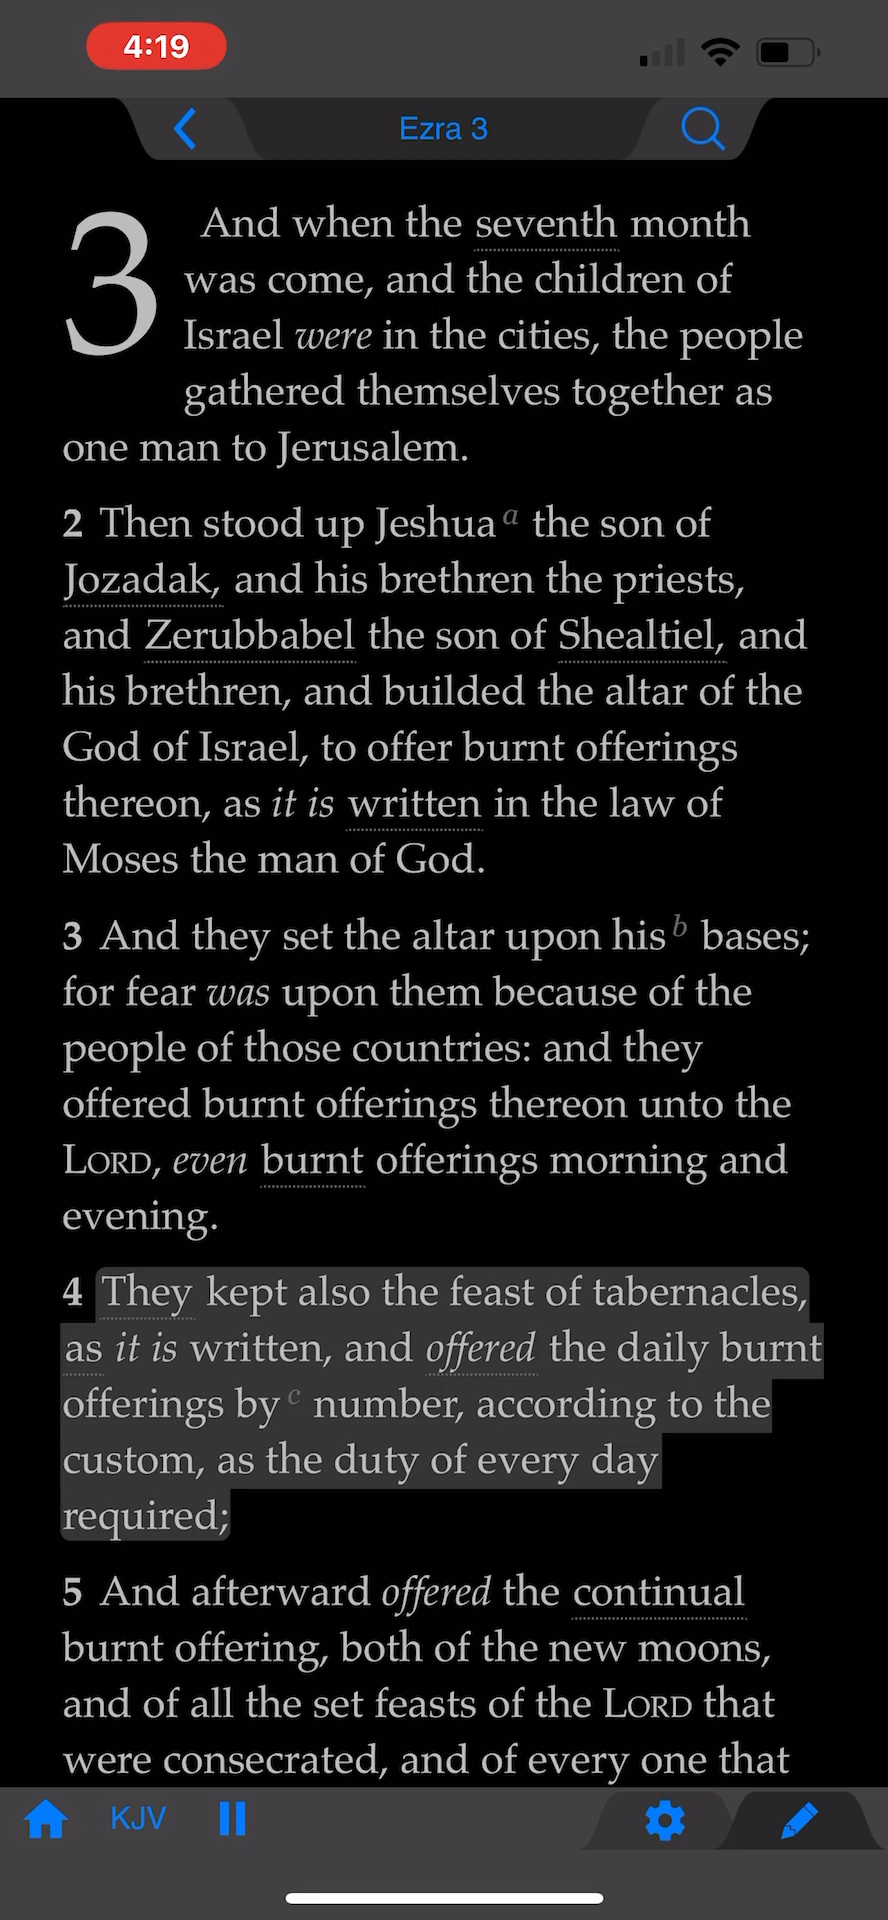 4:19
Ezra 3
3 And when the seventh month
was come, and the children of
Israel were in the cities, the people
gathered themselves together as
one man to Jerusalem.
2 Then stood up Jeshua a the son of
Jozadak, and his brethren the priests,
and Zerubbabel the son of Shealtiel, and
his brethren, and builded the altar of the
God of Israel, to offer burnt offerings
thereon, as it is written in the law of
Moses the man of God.
3 And they set the altar upon his b bases;
for fear was upon them because of the
people of those countries: and they
offered burnt offerings thereon unto the
LORD, even burnt offerings morning and
evening.
4 They kept also the feast of tabernacles,
as it is written, and offered the daily burnt
offerings by c number, according to the
custom, as the duty of every day
required;
5 And afterward offered the continual
burnt offering, both of the new moons,
and of all the set feasts of the LORD that
were consecrated, and of every one that
KJV